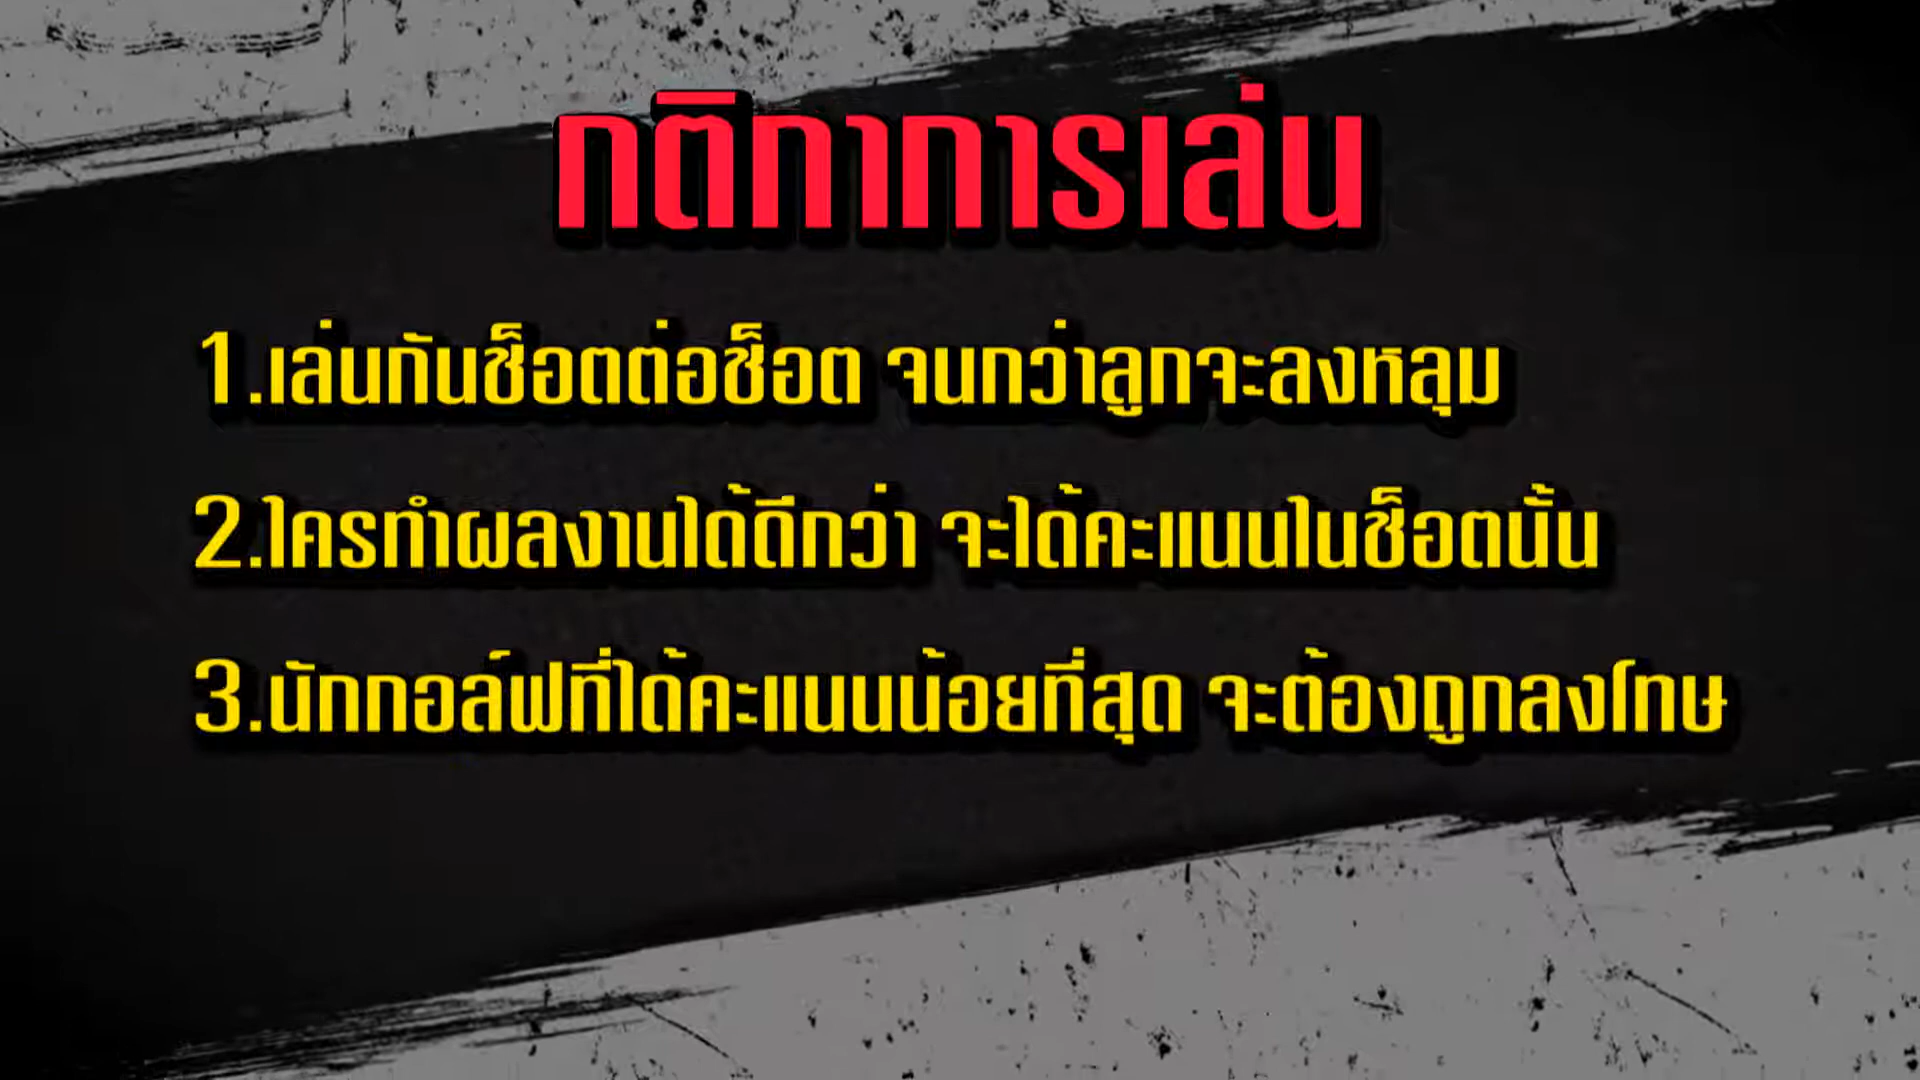 กติกาการเล่น
1.เล่นกันช็อตต่อช็อต จนกว่าลูกจะลงหลุม
2.ใครทำผลงานได้ดีกว่า จะได้คะแนนในช็อตนั้น
3.นักกอล์ฟที่ได้คะแนนน้อยที่สุด จะต้องถูกลงโทษ